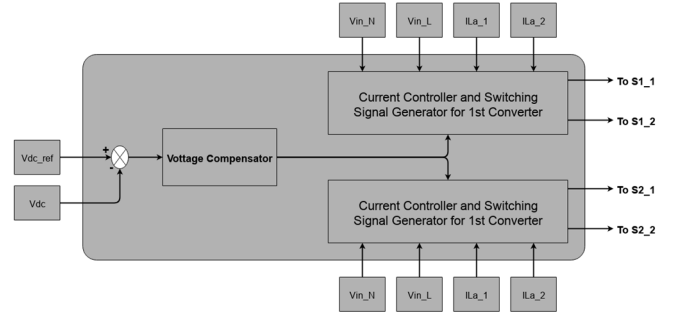 Vin_N
Vin_L
ILa_1
ILa_2
Current Controller and Switching
Signal Generator for 1st Converter
To S1_1
To S1_2
Vdc_ref
+
-
Vottage Compensator
Vdc
Current Controller and Switching
Signal Generator for 1st Converter
To S2_1
To S2_2
Vin_N
Vin_L
ILa_1
ILa_2